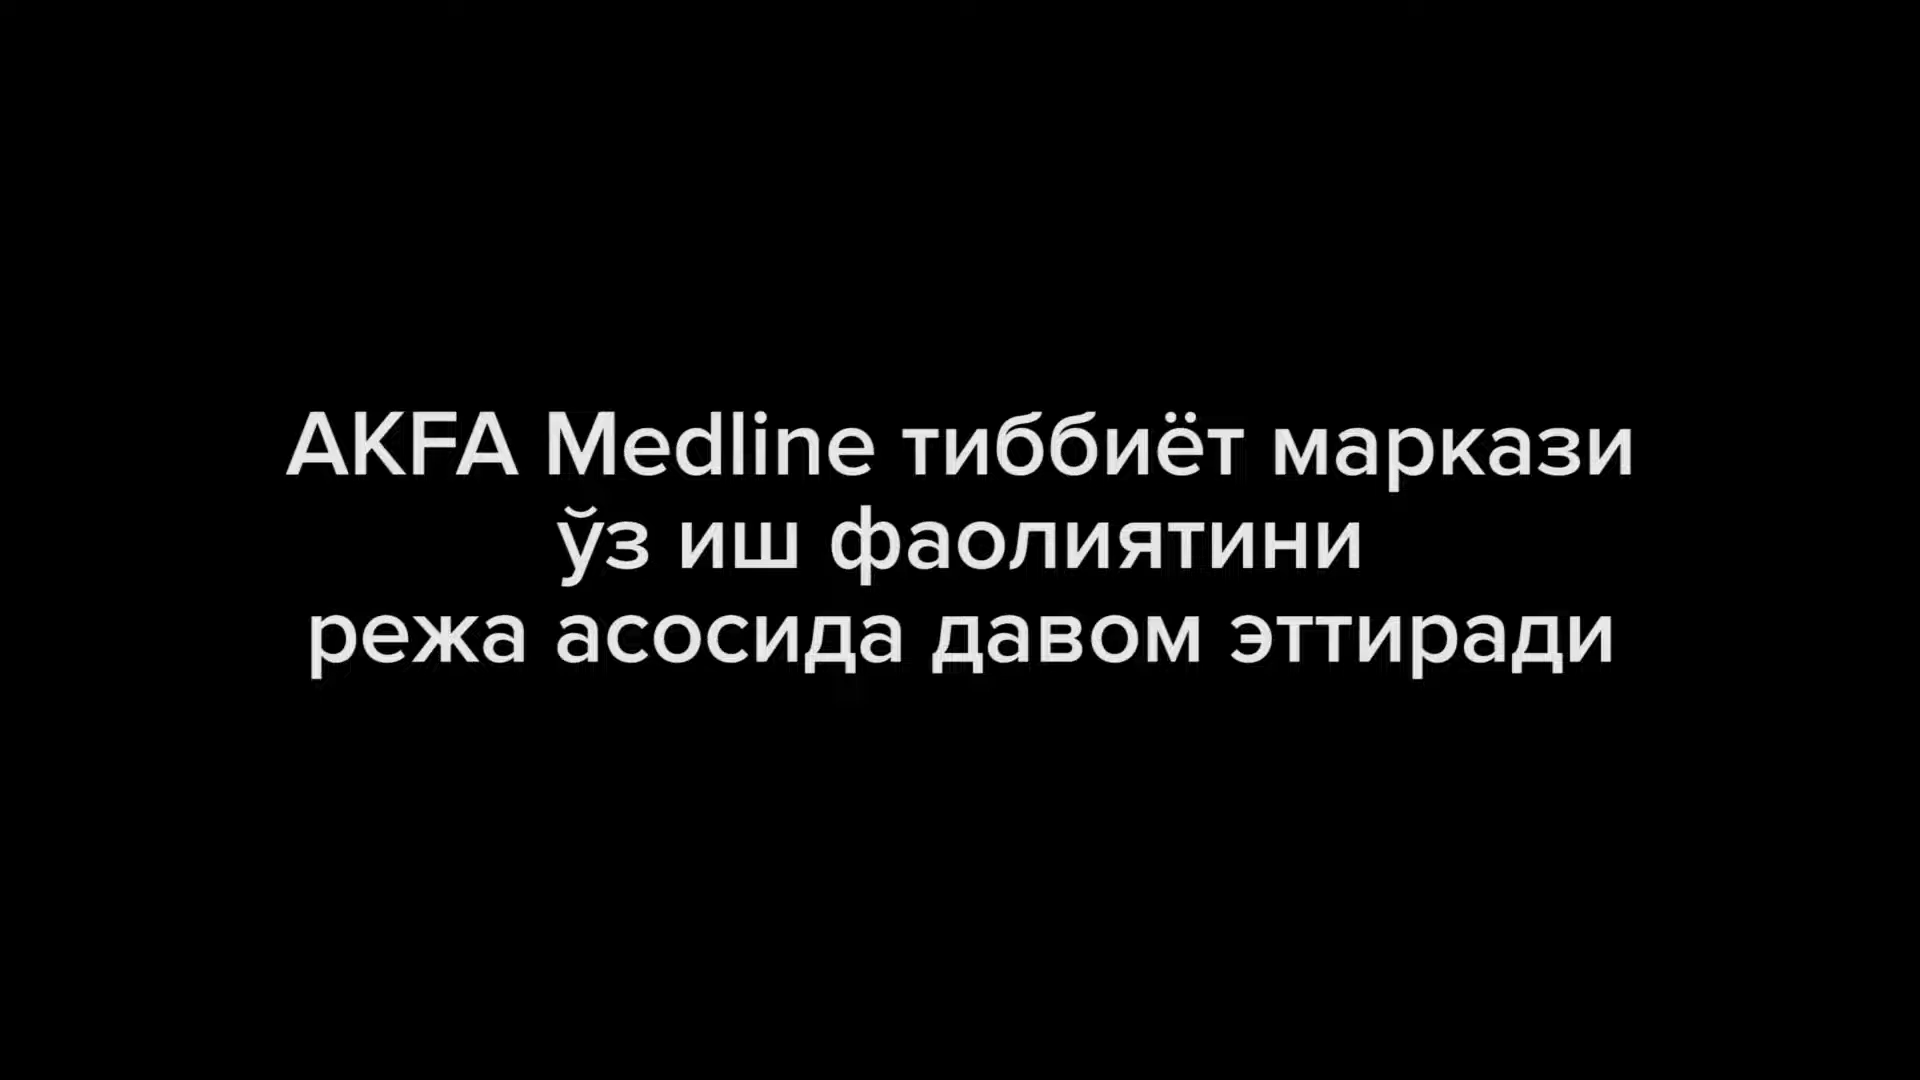 AKFA Medline тиббиёт маркази
ўз иш фаолиятини
режа асосида давом эттиради